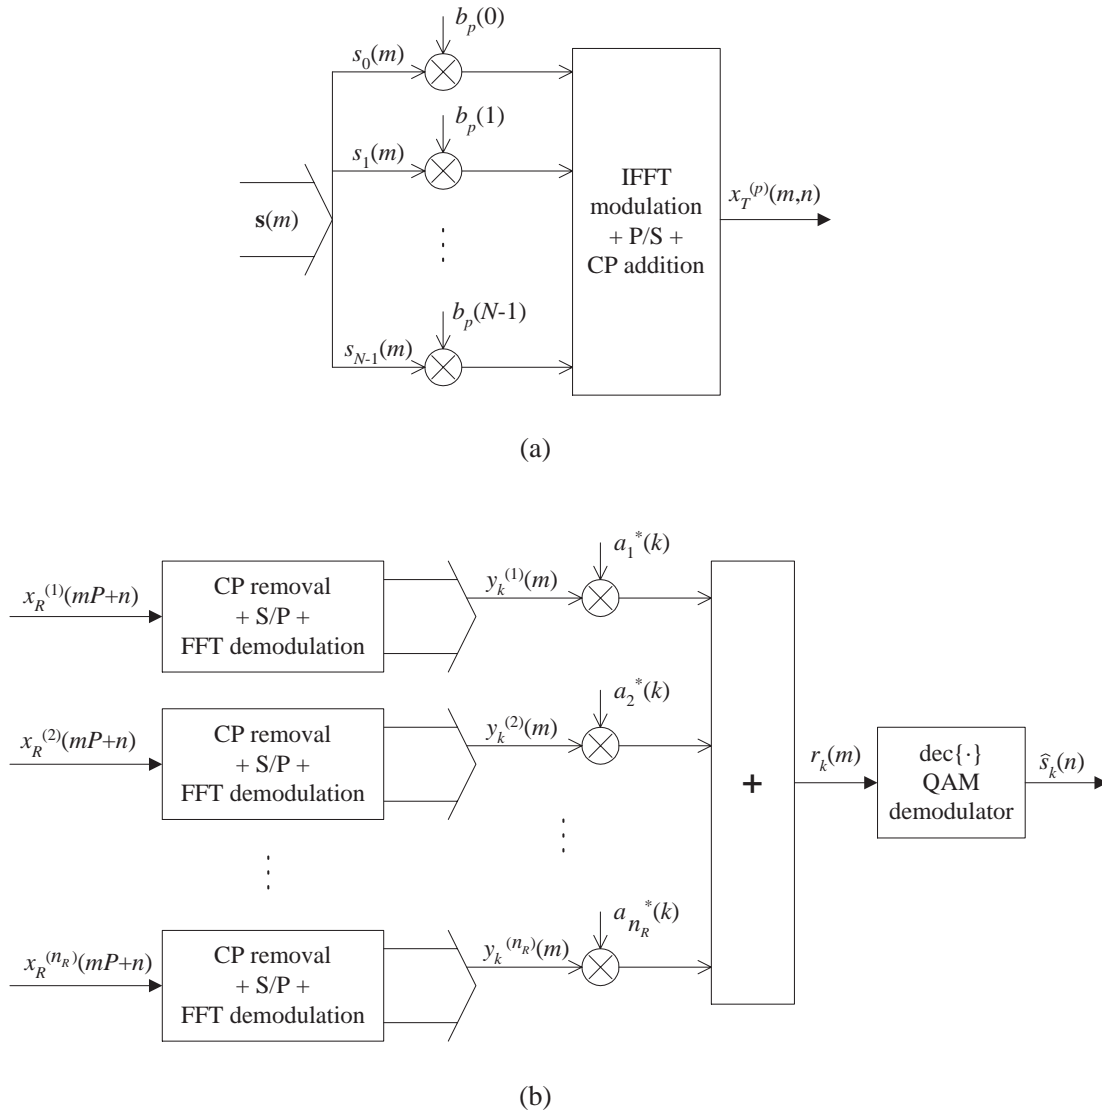 b_p(0)
s_0(m)
b_p(1)
s_1(m)
s(m)
IFFT
modulation
+ P/S +
CP addition
x_T^(p)(m,n)
b_p(N-1)
s_{N-1}(m)
(a)
x_R^(1)(mP+n)
CP removal
+ S/P +
FFT demodulation
y_k^(1)(m)
a_1^*(k)
x_R^(2)(mP+n)
CP removal
+ S/P +
FFT demodulation
y_k^(2)(m)
a_2^*(k)
+
r_k(m)
dec{·}
QAM
demodulator
ŝ_k(n)
x_R^(n_R)(mP+n)
CP removal
+ S/P +
FFT demodulation
y_k^(n_R)(m)
a_{n_R}^*(k)
(b)